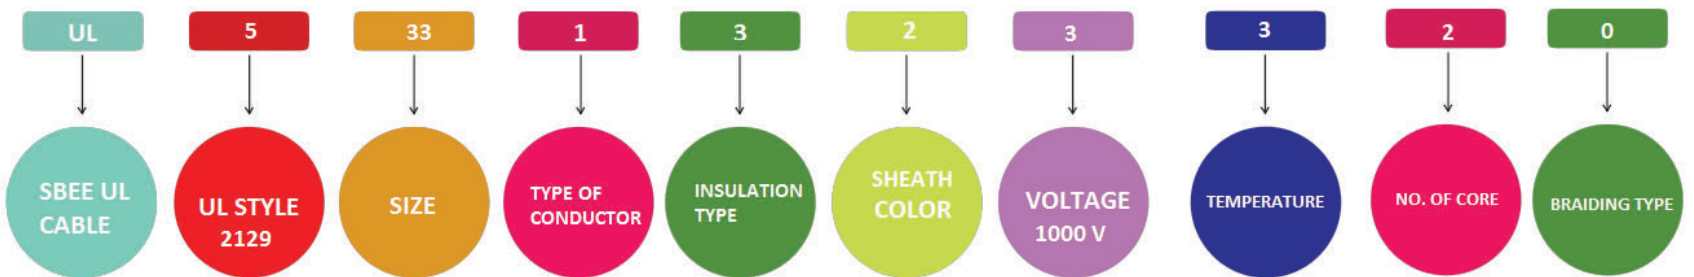 UL 5 33 1 3 2 3 3 2 0
SBEE UL
CABLE
UL STYLE
2129
SIZE
TYPE OF
CONDUCTOR
INSULATION
TYPE
SHEATH
COLOR
VOLTAGE
1000 V
TEMPERATURE
NO. OF CORE
BRAIDING TYPE